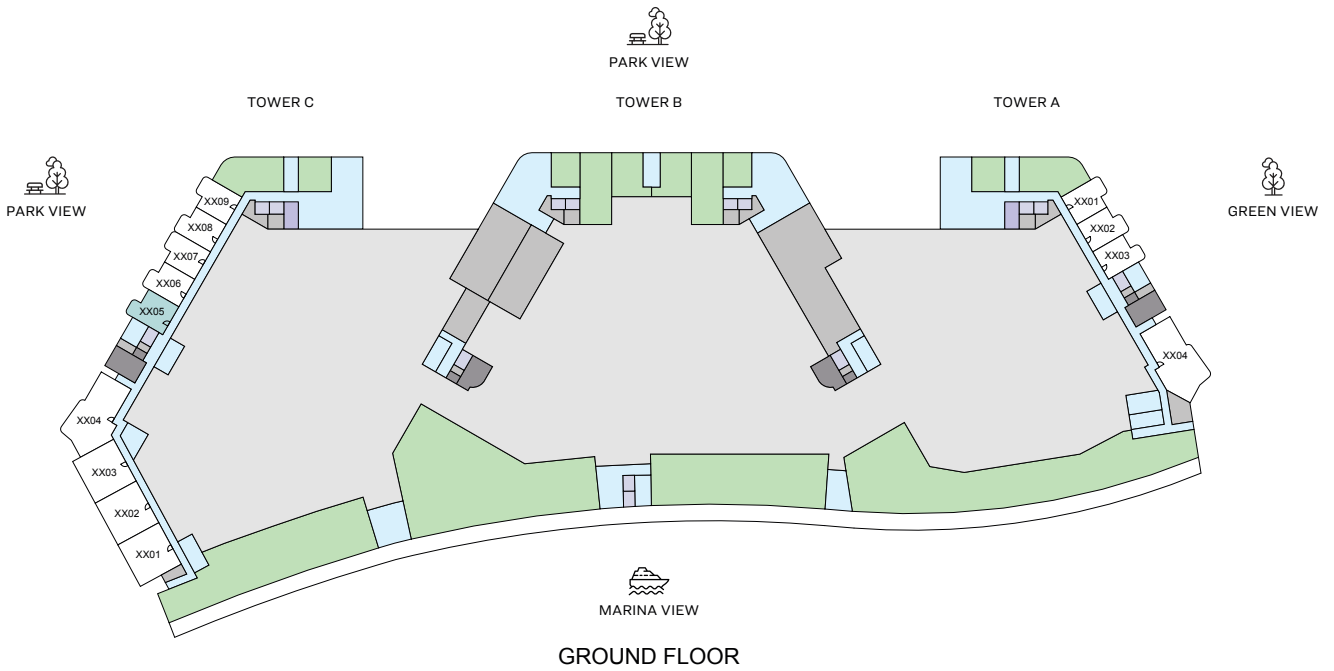 PARK VIEW
TOWER C
TOWER B
TOWER A
PARK VIEW
GREEN VIEW
XX09
XX08
XX07
XX06
XX05
XX04
XX03
XX02
XX01
XX01
XX02
XX03
XX04
MARINA VIEW
GROUND FLOOR